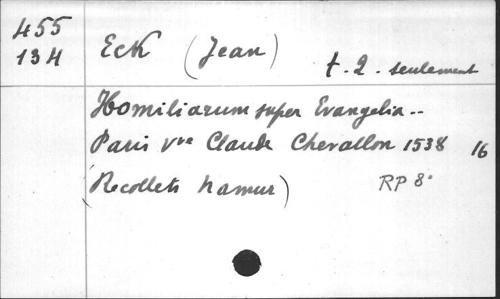 455 Eck (Jean)
134 t. 2. seulement
Homiliarum super Evangelia..
Paris Vve Claude Chevallon 1538 16
(Recollets Namur) RP 8°